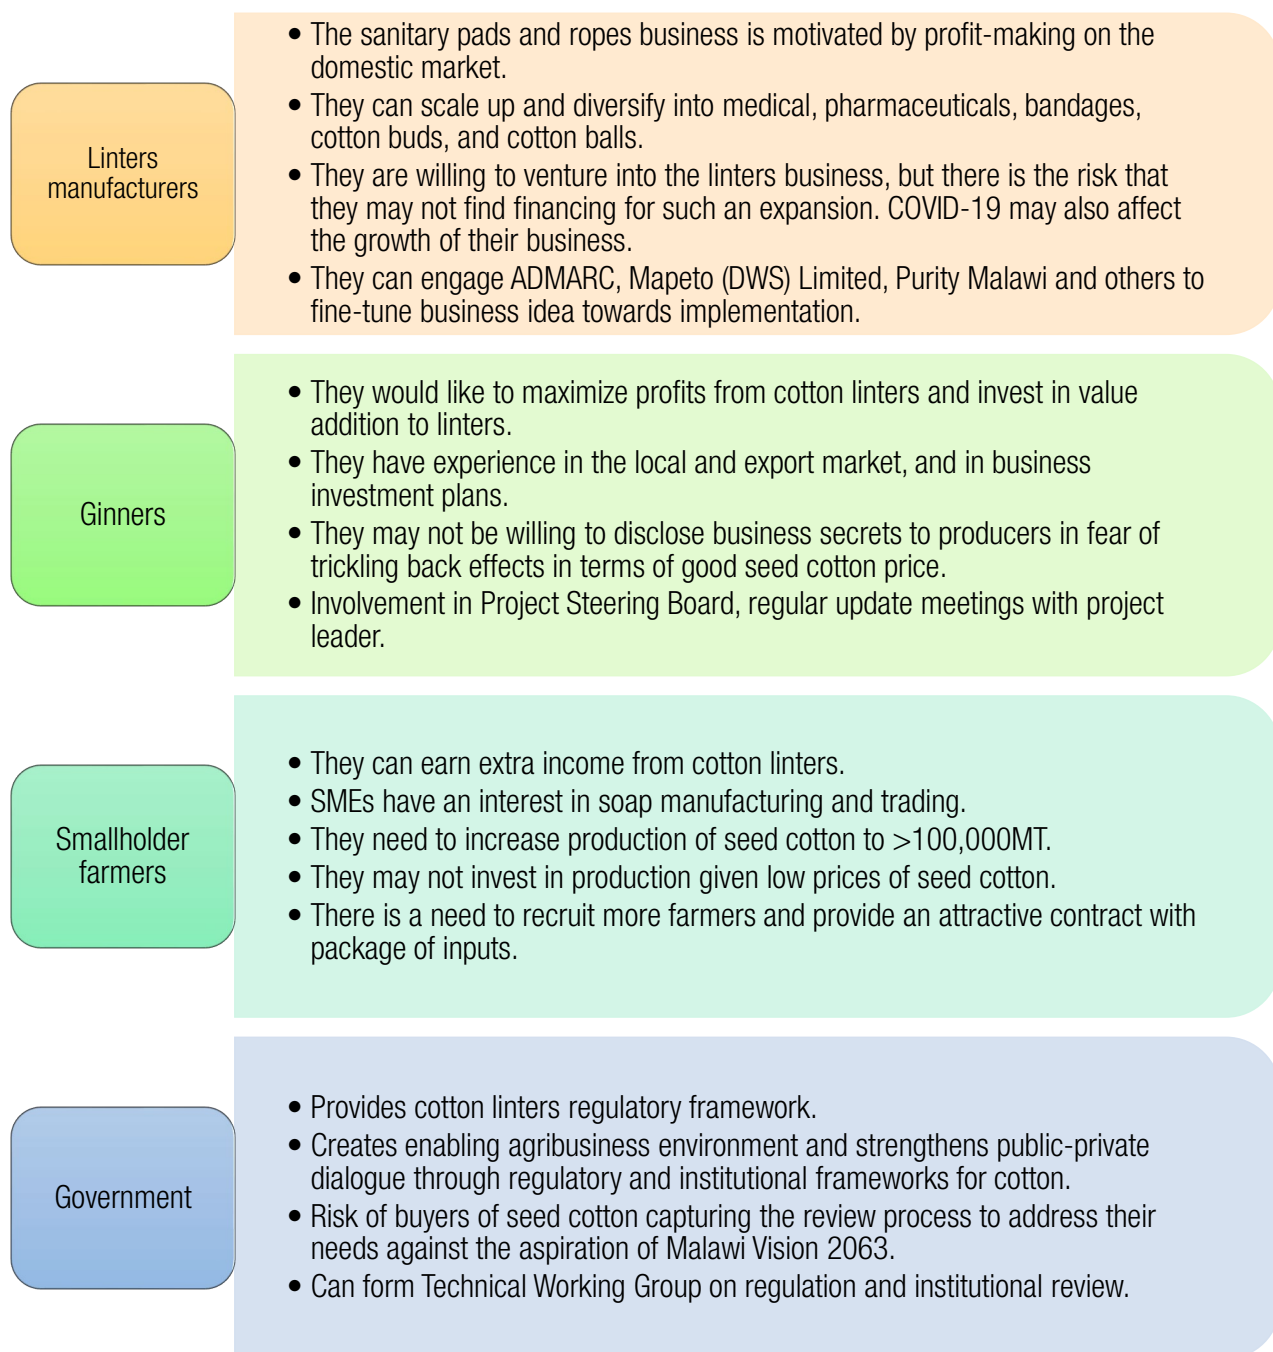 Linters
manufacturers
• The sanitary pads and ropes business is motivated by profit-making on the
domestic market.
• They can scale up and diversify into medical, pharmaceuticals, bandages,
cotton buds, and cotton balls.
• They are willing to venture into the linters business, but there is the risk that
they may not find financing for such an expansion. COVID-19 may also affect
the growth of their business.
• They can engage ADMARC, Mapeto (DWS) Limited, Purity Malawi and others to
fine-tune business idea towards implementation.
Ginners
• They would like to maximize profits from cotton linters and invest in value
addition to linters.
• They have experience in the local and export market, and in business
investment plans.
• They may not be willing to disclose business secrets to producers in fear of
trickling back effects in terms of good seed cotton price.
• Involvement in Project Steering Board, regular update meetings with project
leader.
Smallholder
farmers
• They can earn extra income from cotton linters.
• SMEs have an interest in soap manufacturing and trading.
• They need to increase production of seed cotton to >100,000MT.
• They may not invest in production given low prices of seed cotton.
• There is a need to recruit more farmers and provide an attractive contract with
package of inputs.
Government
• Provides cotton linters regulatory framework.
• Creates enabling agribusiness environment and strengthens public-private
dialogue through regulatory and institutional frameworks for cotton.
• Risk of buyers of seed cotton capturing the review process to address their
needs against the aspiration of Malawi Vision 2063.
• Can form Technical Working Group on regulation and institutional review.